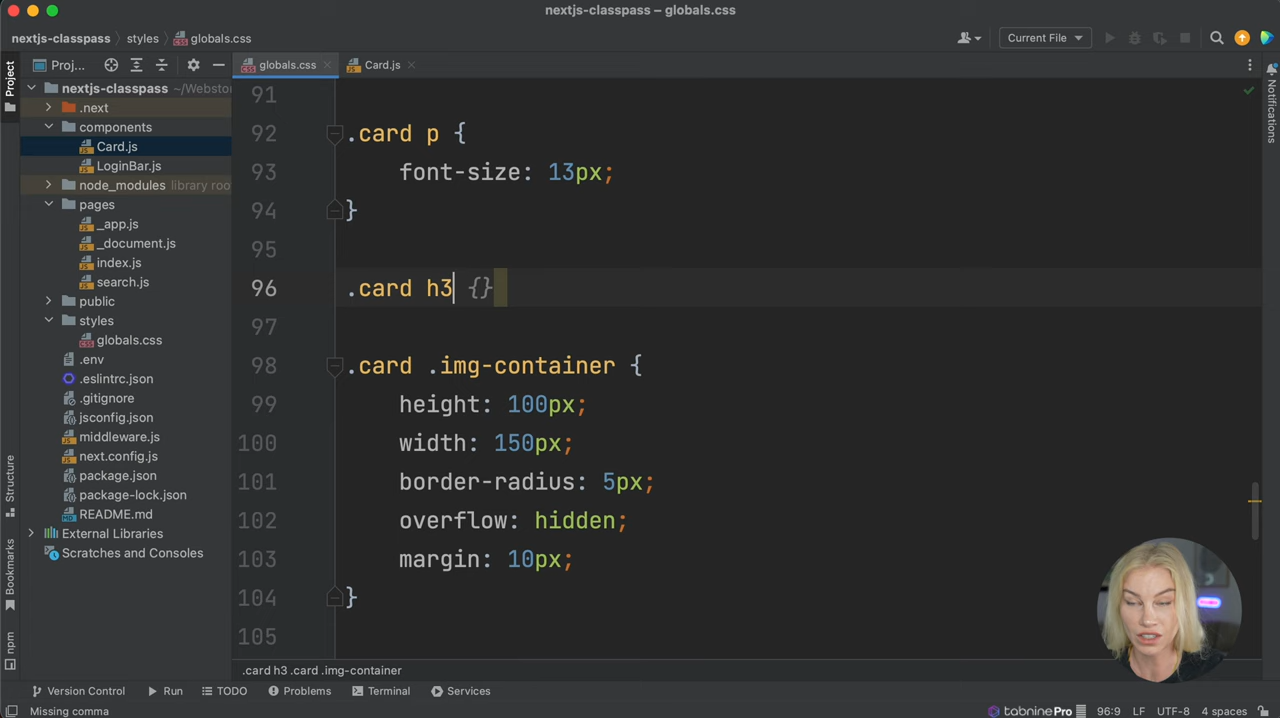 nextjs-classpass – globals.css
nextjs-classpass
styles
globals.css
Current File
Project
Proj...
globals.css
Card.js
nextjs-classpass ~/Websto
.next
components
Card.js
LoginBar.js
node_modules library roo
pages
_app.js
_document.js
index.js
search.js
public
styles
globals.css
.env
.eslintrc.json
.gitignore
jsconfig.json
middleware.js
next.config.js
package.json
package-lock.json
README.md
External Libraries
Scratches and Consoles
Structure
Bookmarks
npm
Notifications
91
92 .card p {
93 font-size: 13px;
94 }
95
96 .card h3 {}
97
98 .card .img-container {
99 height: 100px;
100 width: 150px;
101 border-radius: 5px;
102 overflow: hidden;
103 margin: 10px;
104 }
105
.card h3 .card .img-container
Version Control
Run
TODO
Problems
Terminal
Services
Missing comma
tabnine Pro
96:9
LF
UTF-8
4 spaces